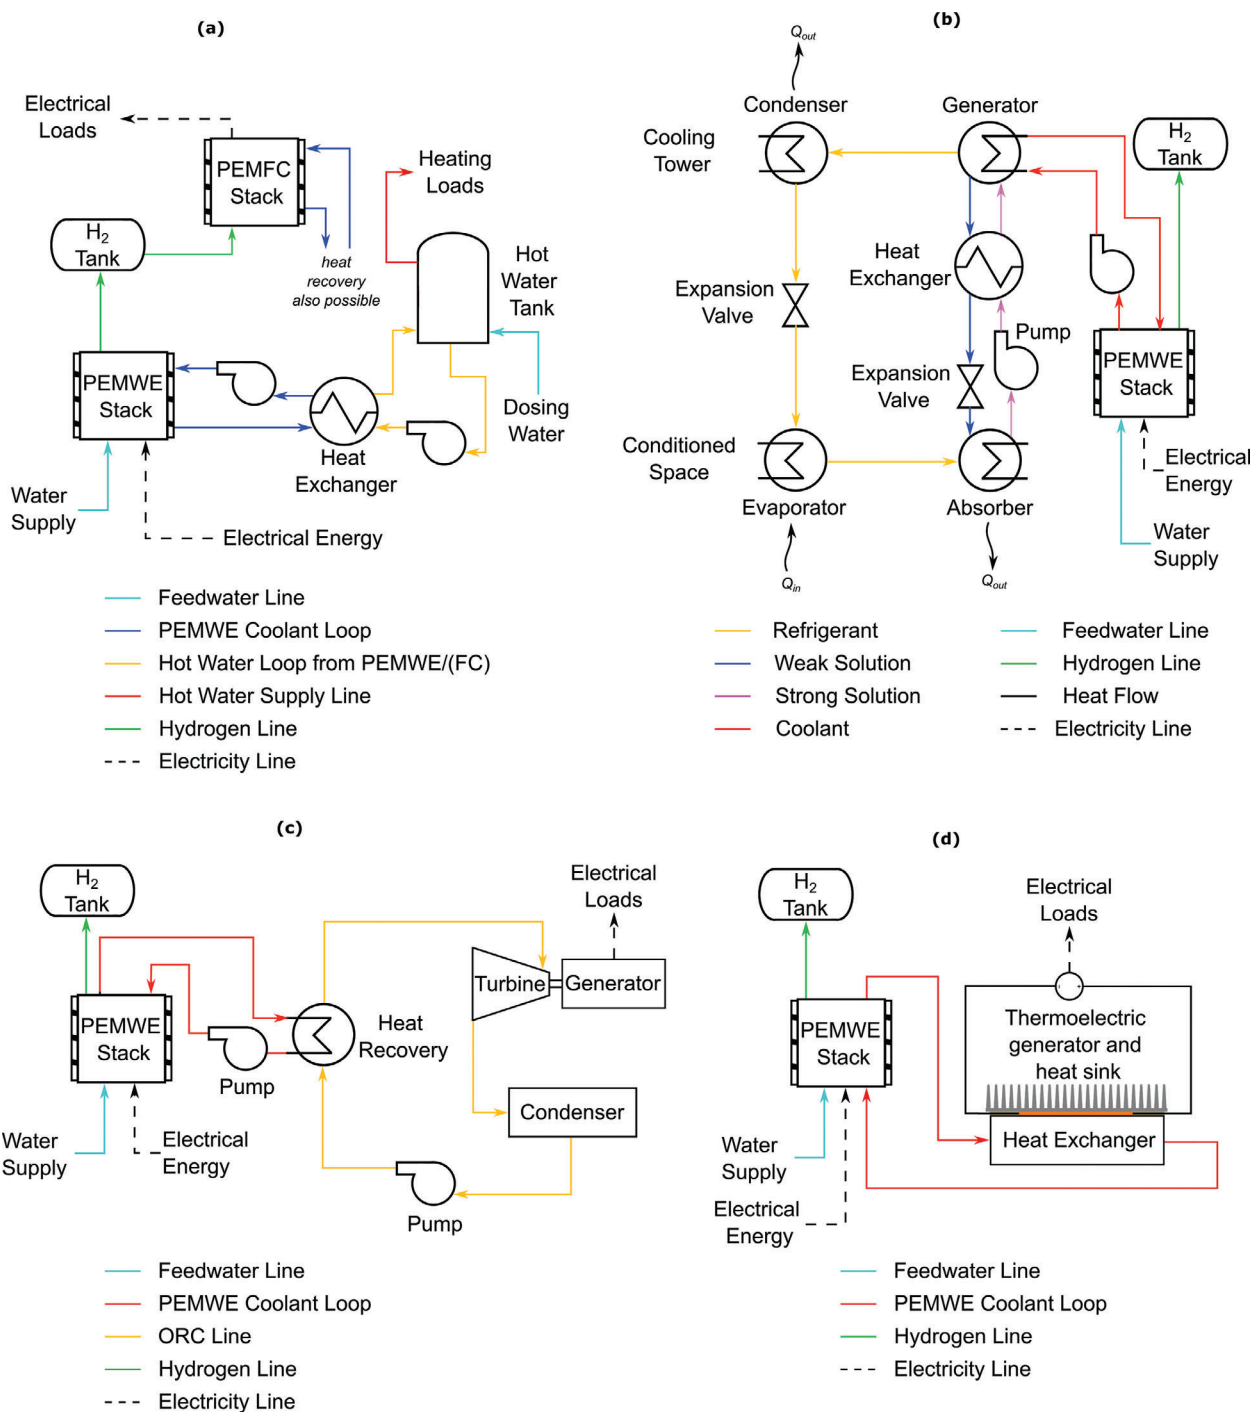 (a)
Electrical
Loads
PEMFC
Stack
Heating
Loads
H2
Tank
heat
recovery
also possible
Hot
Water
Tank
PEMWE
Stack
Dosing
Water
Heat
Exchanger
Water
Supply
Electrical Energy
Feedwater Line
PEMWE Coolant Loop
Hot Water Loop from PEMWE/(FC)
Hot Water Supply Line
Hydrogen Line
Electricity Line
(b)
Qout
Condenser
Generator
Cooling
Tower
H2
Tank
Heat
Exchanger
Expansion
Valve
Pump
PEMWE
Stack
Expansion
Valve
Conditioned
Space
Electrical
Energy
Evaporator
Absorber
Water
Supply
Qin
Qout
Refrigerant
Weak Solution
Strong Solution
Coolant
Feedwater Line
Hydrogen Line
Heat Flow
Electricity Line
(c)
H2
Tank
Electrical
Loads
Turbine
Generator
PEMWE
Stack
Heat
Recovery
Pump
Condenser
Water
Supply
Electrical
Energy
Pump
Feedwater Line
PEMWE Coolant Loop
ORC Line
Hydrogen Line
Electricity Line
(d)
H2
Tank
Electrical
Loads
- +
PEMWE
Stack
Thermoelectric
generator and
heat sink
Heat Exchanger
Water
Supply
Electrical
Energy
Feedwater Line
PEMWE Coolant Loop
Hydrogen Line
Electricity Line